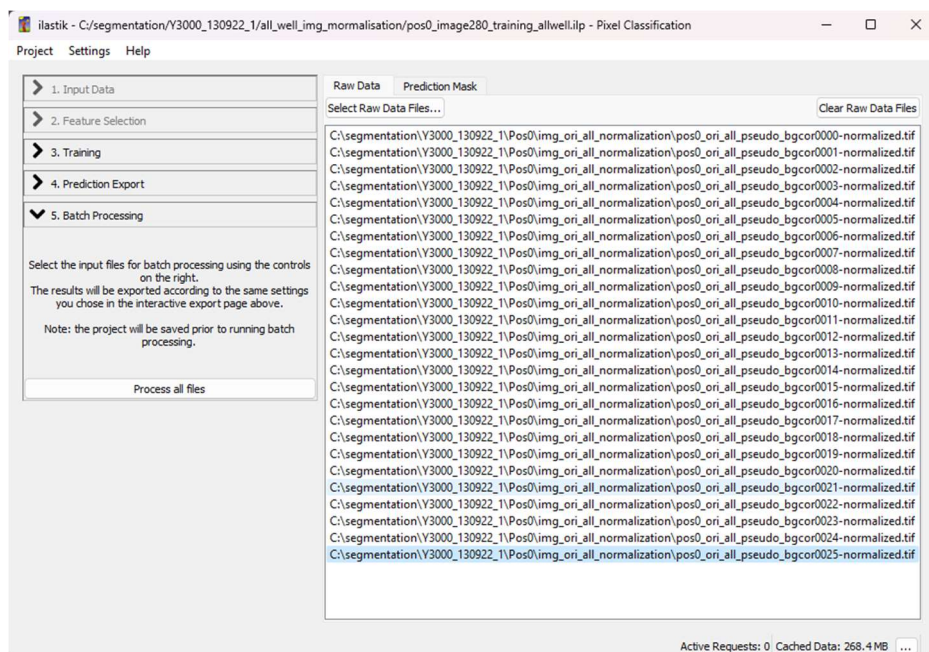 ilastik - C:/segmentation/Y3000_130922_1/all_well_img_mormalisation/pos0_image280_training_allwell.ilp - Pixel Classification
Project Settings Help
1. Input Data
2. Feature Selection
3. Training
4. Prediction Export
5. Batch Processing
Select the input files for batch processing using the controls
on the right.
The results will be exported according to the same settings
you chose in the interactive export page above.
Note: the project will be saved prior to running batch
processing.
Process all files
Raw Data Prediction Mask
Select Raw Data Files... Clear Raw Data Files
C:\segmentation\Y3000_130922_1\Pos0\img_ori_all_normalization\pos0_ori_all_pseudo_bgcor0000-normalized.tif
C:\segmentation\Y3000_130922_1\Pos0\img_ori_all_normalization\pos0_ori_all_pseudo_bgcor0001-normalized.tif
C:\segmentation\Y3000_130922_1\Pos0\img_ori_all_normalization\pos0_ori_all_pseudo_bgcor0002-normalized.tif
C:\segmentation\Y3000_130922_1\Pos0\img_ori_all_normalization\pos0_ori_all_pseudo_bgcor0003-normalized.tif
C:\segmentation\Y3000_130922_1\Pos0\img_ori_all_normalization\pos0_ori_all_pseudo_bgcor0004-normalized.tif
C:\segmentation\Y3000_130922_1\Pos0\img_ori_all_normalization\pos0_ori_all_pseudo_bgcor0005-normalized.tif
C:\segmentation\Y3000_130922_1\Pos0\img_ori_all_normalization\pos0_ori_all_pseudo_bgcor0006-normalized.tif
C:\segmentation\Y3000_130922_1\Pos0\img_ori_all_normalization\pos0_ori_all_pseudo_bgcor0007-normalized.tif
C:\segmentation\Y3000_130922_1\Pos0\img_ori_all_normalization\pos0_ori_all_pseudo_bgcor0008-normalized.tif
C:\segmentation\Y3000_130922_1\Pos0\img_ori_all_normalization\pos0_ori_all_pseudo_bgcor0009-normalized.tif
C:\segmentation\Y3000_130922_1\Pos0\img_ori_all_normalization\pos0_ori_all_pseudo_bgcor0010-normalized.tif
C:\segmentation\Y3000_130922_1\Pos0\img_ori_all_normalization\pos0_ori_all_pseudo_bgcor0011-normalized.tif
C:\segmentation\Y3000_130922_1\Pos0\img_ori_all_normalization\pos0_ori_all_pseudo_bgcor0012-normalized.tif
C:\segmentation\Y3000_130922_1\Pos0\img_ori_all_normalization\pos0_ori_all_pseudo_bgcor0013-normalized.tif
C:\segmentation\Y3000_130922_1\Pos0\img_ori_all_normalization\pos0_ori_all_pseudo_bgcor0014-normalized.tif
C:\segmentation\Y3000_130922_1\Pos0\img_ori_all_normalization\pos0_ori_all_pseudo_bgcor0015-normalized.tif
C:\segmentation\Y3000_130922_1\Pos0\img_ori_all_normalization\pos0_ori_all_pseudo_bgcor0016-normalized.tif
C:\segmentation\Y3000_130922_1\Pos0\img_ori_all_normalization\pos0_ori_all_pseudo_bgcor0017-normalized.tif
C:\segmentation\Y3000_130922_1\Pos0\img_ori_all_normalization\pos0_ori_all_pseudo_bgcor0018-normalized.tif
C:\segmentation\Y3000_130922_1\Pos0\img_ori_all_normalization\pos0_ori_all_pseudo_bgcor0019-normalized.tif
C:\segmentation\Y3000_130922_1\Pos0\img_ori_all_normalization\pos0_ori_all_pseudo_bgcor0020-normalized.tif
C:\segmentation\Y3000_130922_1\Pos0\img_ori_all_normalization\pos0_ori_all_pseudo_bgcor0021-normalized.tif
C:\segmentation\Y3000_130922_1\Pos0\img_ori_all_normalization\pos0_ori_all_pseudo_bgcor0022-normalized.tif
C:\segmentation\Y3000_130922_1\Pos0\img_ori_all_normalization\pos0_ori_all_pseudo_bgcor0023-normalized.tif
C:\segmentation\Y3000_130922_1\Pos0\img_ori_all_normalization\pos0_ori_all_pseudo_bgcor0024-normalized.tif
C:\segmentation\Y3000_130922_1\Pos0\img_ori_all_normalization\pos0_ori_all_pseudo_bgcor0025-normalized.tif
Active Requests: 0 Cached Data: 268.4 MB ...